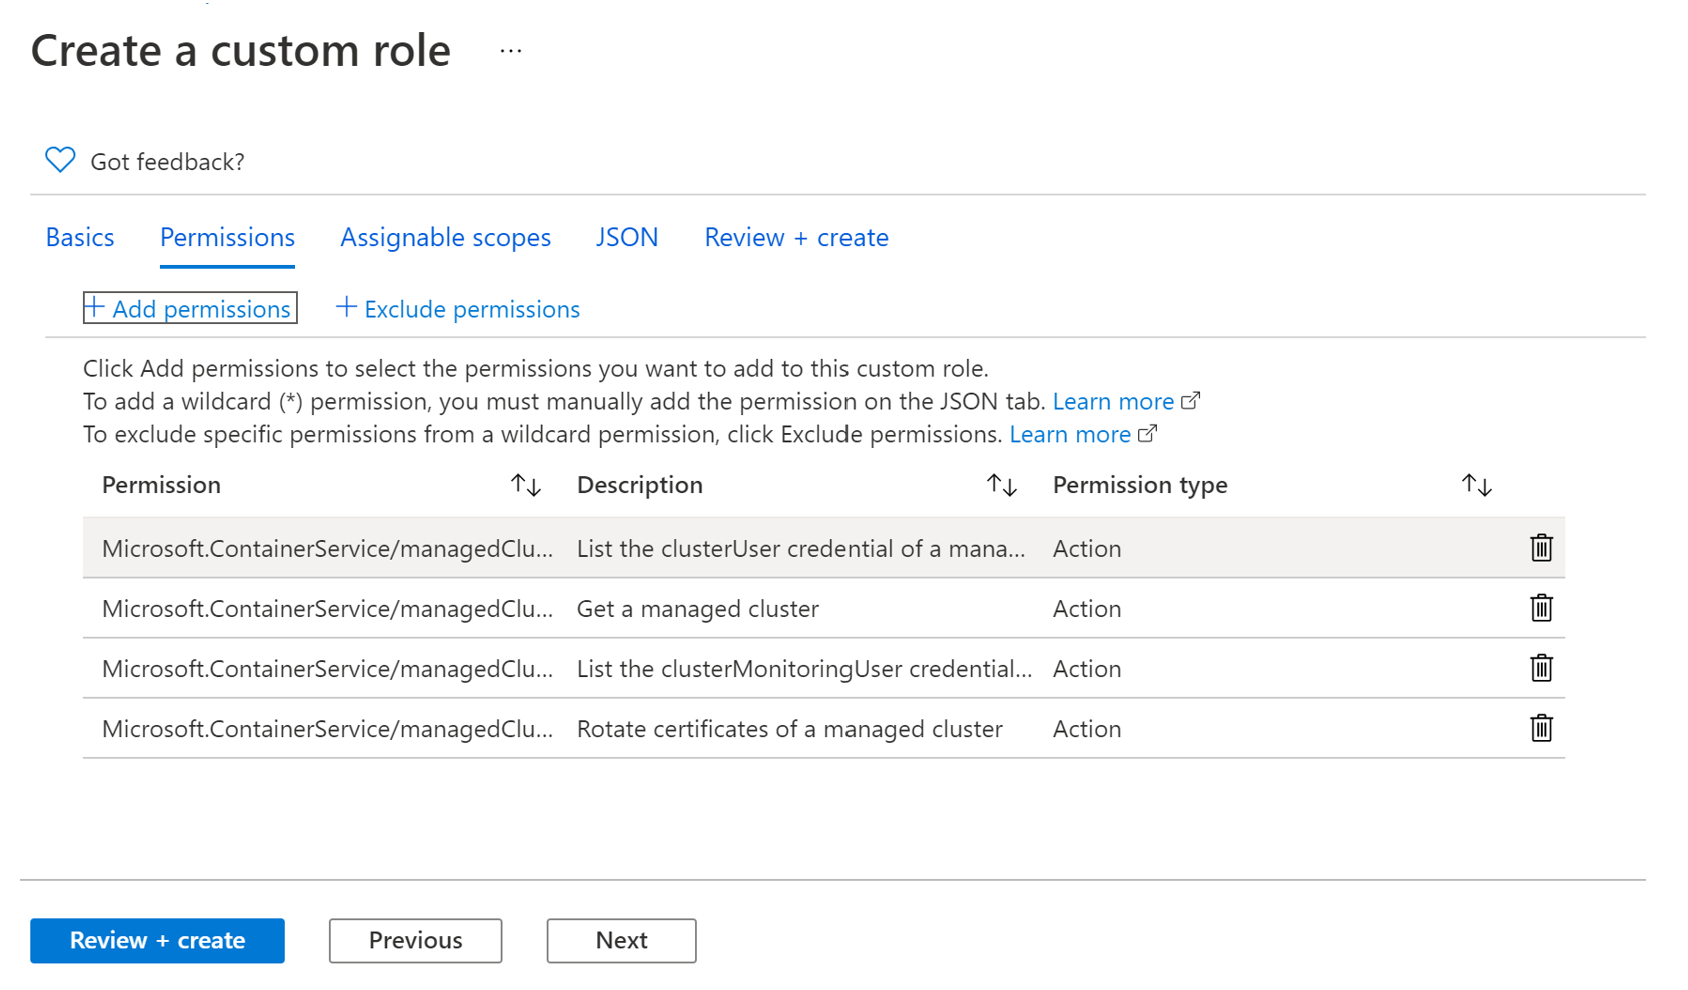 Create a custom role ...
Got feedback?
Basics Permissions Assignable scopes JSON Review + create
+ Add permissions + Exclude permissions
Click Add permissions to select the permissions you want to add to this custom role.
To add a wildcard (*) permission, you must manually add the permission on the JSON tab. Learn more
To exclude specific permissions from a wildcard permission, click Exclude permissions. Learn more
Permission Description Permission type
Microsoft.ContainerService/managedClu... List the clusterUser credential of a mana... Action
Microsoft.ContainerService/managedClu... Get a managed cluster Action
Microsoft.ContainerService/managedClu... List the clusterMonitoringUser credential... Action
Microsoft.ContainerService/managedClu... Rotate certificates of a managed cluster Action
Review + create Previous Next